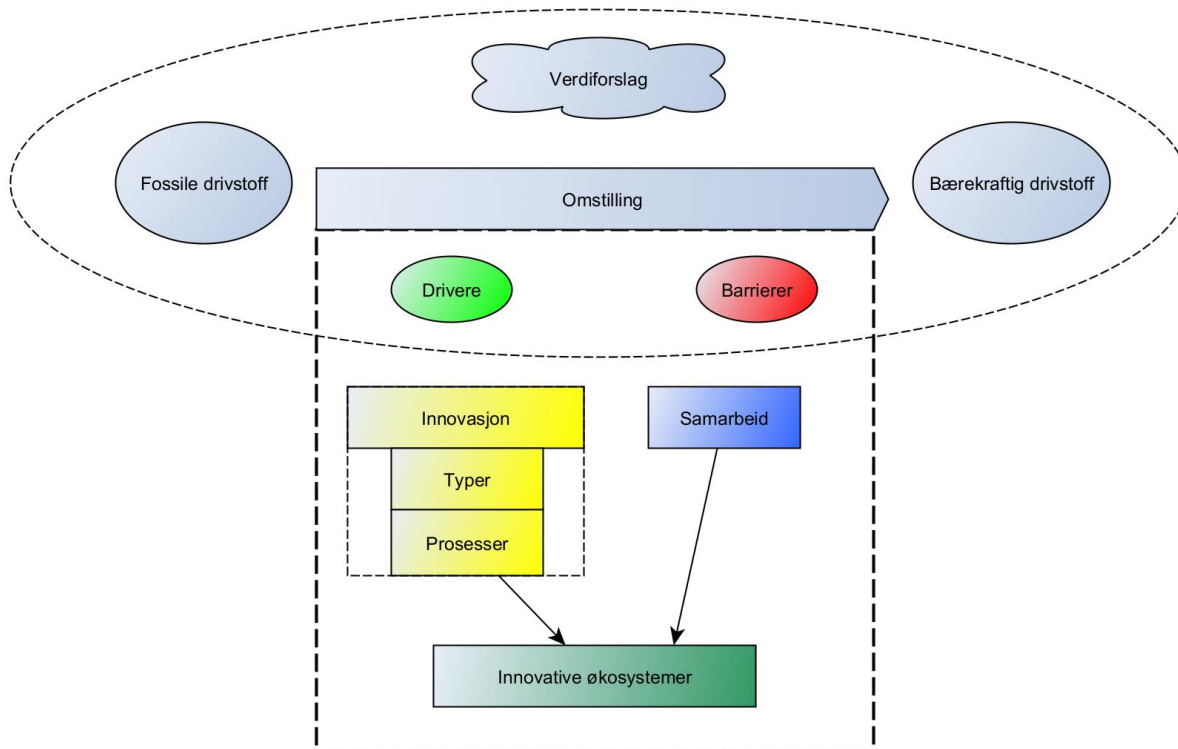 Verdiforslag
Fossile drivstoff
Omstilling
Bærekraftig drivstoff
Drivere
Barrierer
Innovasjon
Samarbeid
Typer
Prosesser
Innovative økosystemer